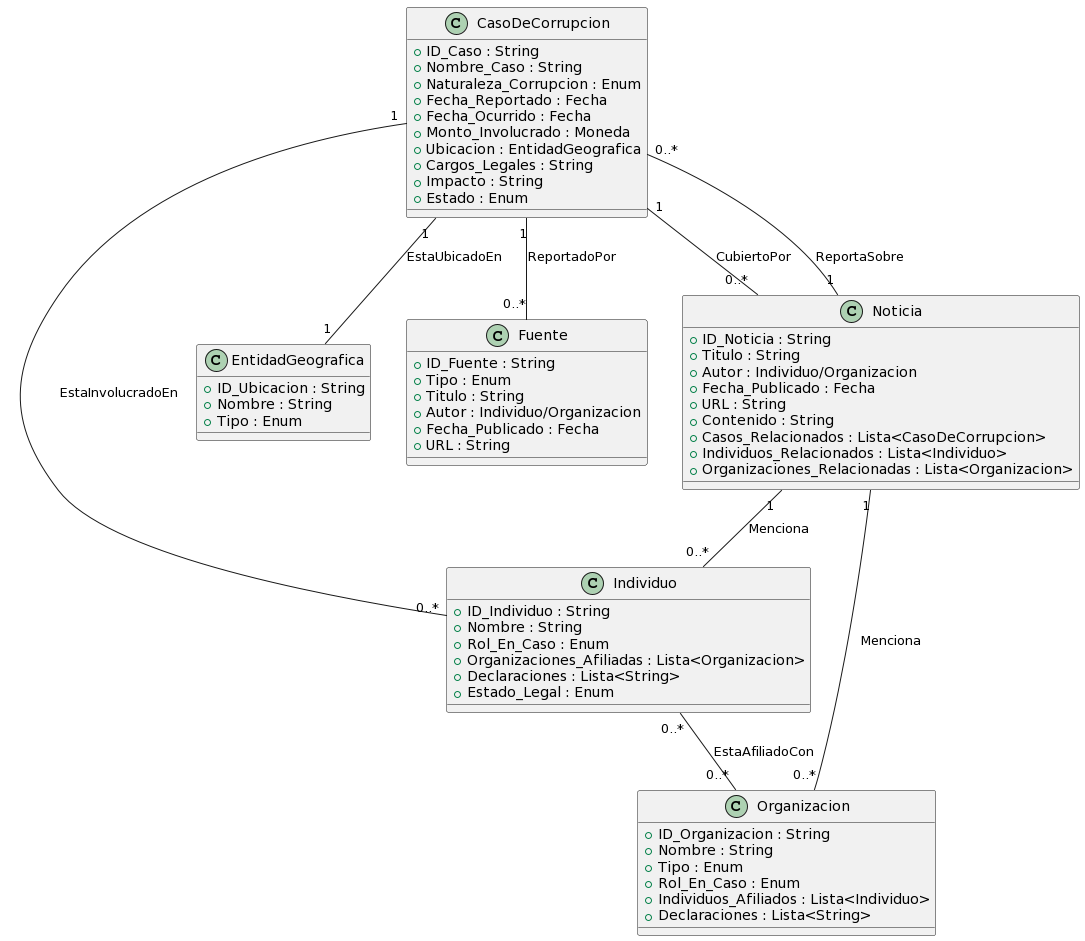 C CasoDeCorrupcion
ID_Caso : String
Nombre_Caso : String
Naturaleza_Corrupcion : Enum
Fecha_Reportado : Fecha
Fecha_Ocurrido : Fecha
Monto_Involucrado : Moneda
Ubicacion : EntidadGeografica
Cargos_Legales : String
Impacto : String
Estado : Enum
1
0..*
1
1
1
EstaUbicadoEn
ReportadoPor
CubiertoPor
ReportaSobre
0..*
1
0..*
1
C EntidadGeografica
ID_Ubicacion : String
Nombre : String
Tipo : Enum
C Fuente
ID_Fuente : String
Tipo : Enum
Titulo : String
Autor : Individuo/Organizacion
Fecha_Publicado : Fecha
URL : String
C Noticia
ID_Noticia : String
Titulo : String
Autor : Individuo/Organizacion
Fecha_Publicado : Fecha
URL : String
Contenido : String
Casos_Relacionados : Lista<CasoDeCorrupcion>
Individuos_Relacionados : Lista<Individuo>
Organizaciones_Relacionadas : Lista<Organizacion>
EstaInvolucradoEn
1
1
Menciona
0..*
0..*
C Individuo
ID_Individuo : String
Nombre : String
Rol_En_Caso : Enum
Organizaciones_Afiliadas : Lista<Organizacion>
Declaraciones : Lista<String>
Estado_Legal : Enum
Menciona
0..*
EstaAfiliadoCon
0..*
0..*
C Organizacion
ID_Organizacion : String
Nombre : String
Tipo : Enum
Rol_En_Caso : Enum
Individuos_Afiliados : Lista<Individuo>
Declaraciones : Lista<String>